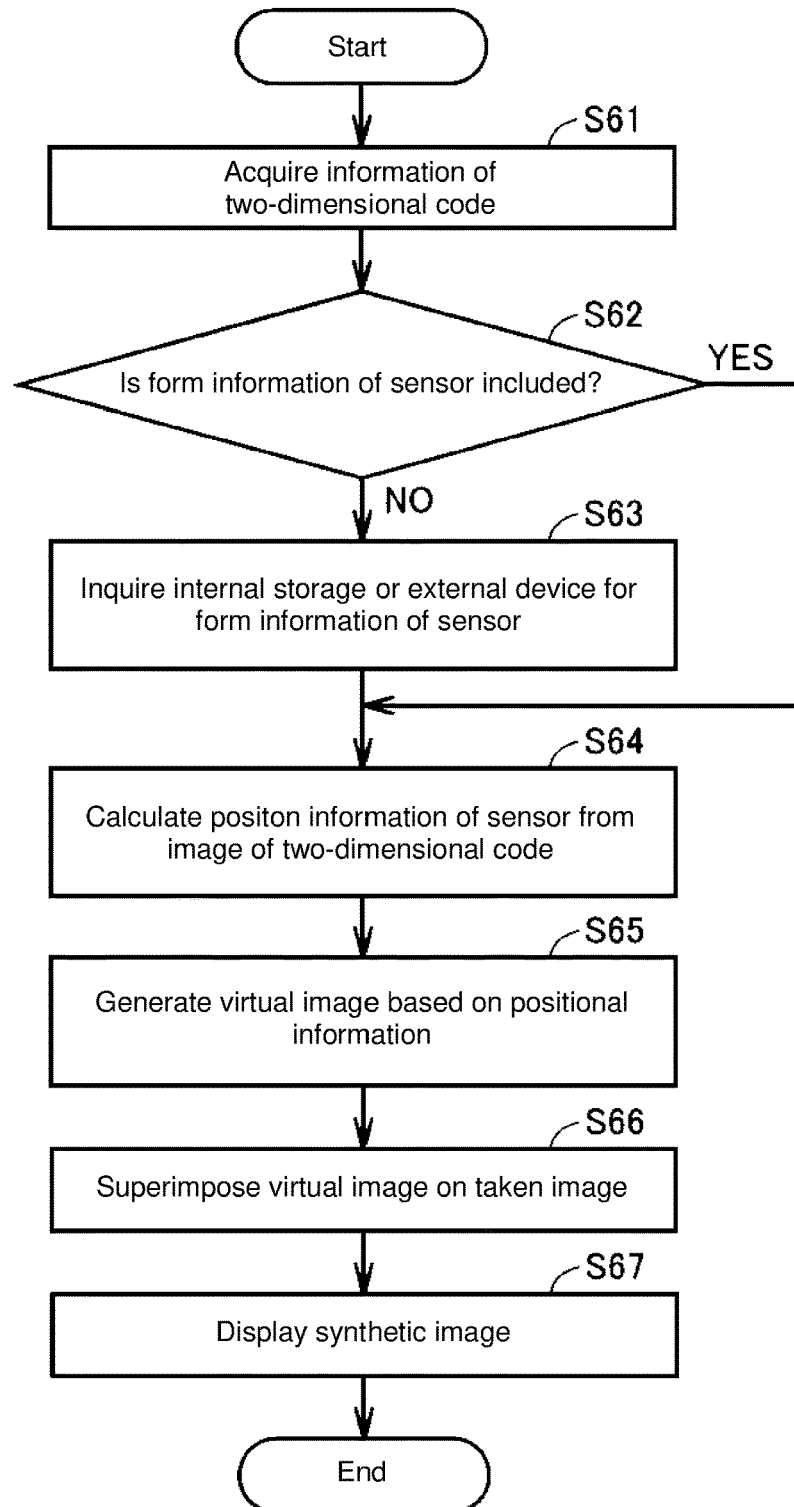 Start
S61
Acquire information of
two-dimensional code
S62
Is form information of sensor included?
YES
NO
S63
Inquire internal storage or external device for
form information of sensor
S64
Calculate positon information of sensor from
image of two-dimensional code
S65
Generate virtual image based on positional
information
S66
Superimpose virtual image on taken image
S67
Display synthetic image
End